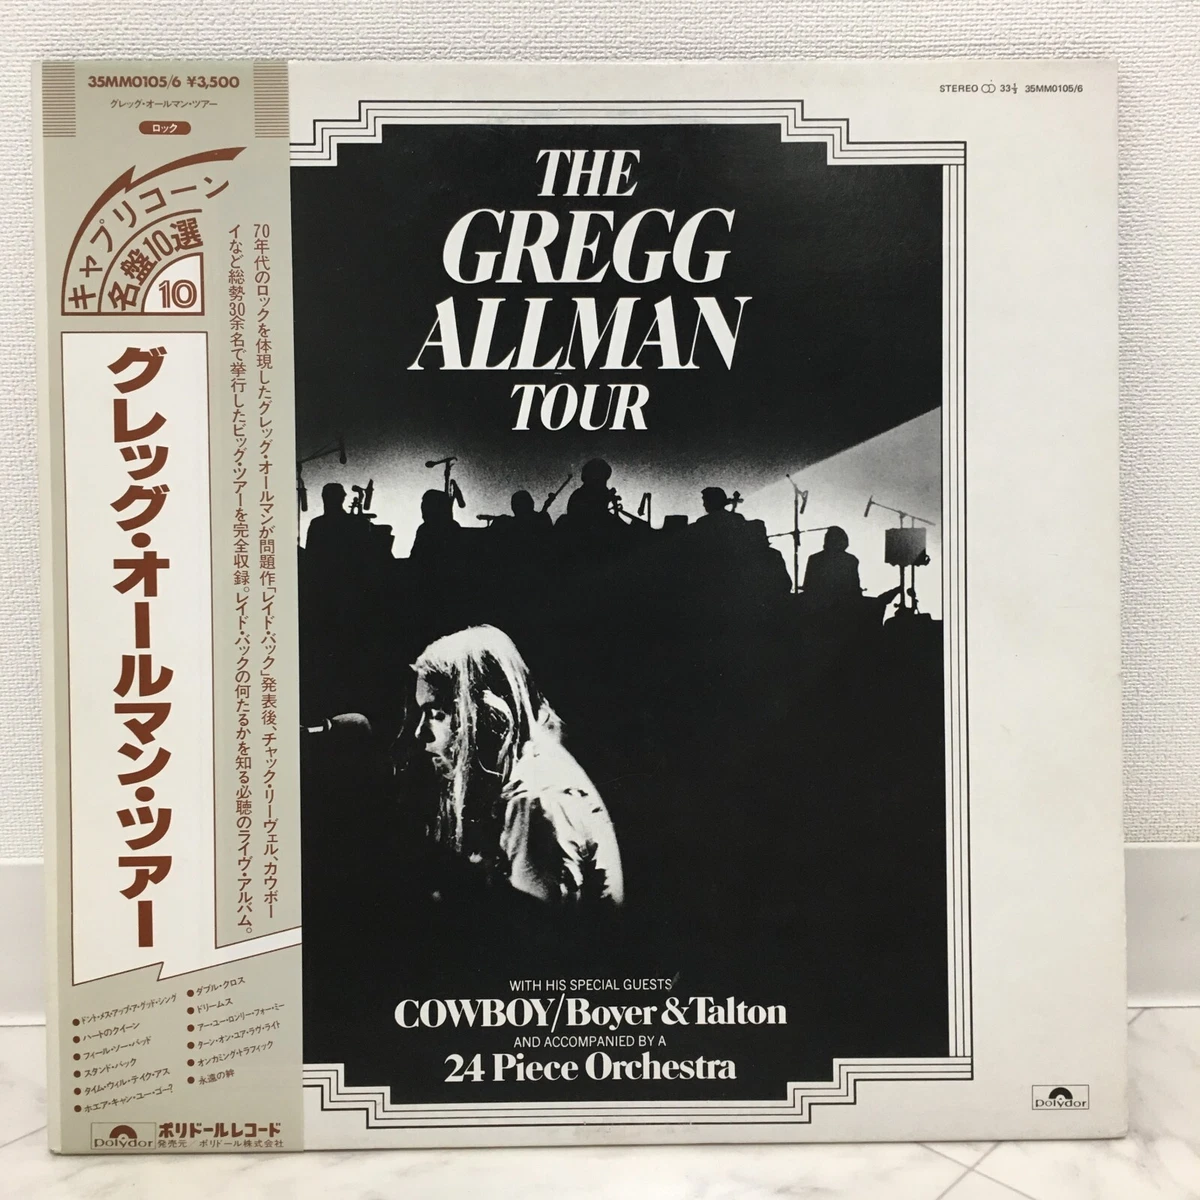 35MM0105/6 ¥3,500
グレッグ・オールマン・ツアー
ロック
キャプリコーン
名盤10選
10
70年代のロックを体現したグレッグ・オールマンが問題作「レイド・バック」発表後、チャック・リーヴェル、カウボー
イなど総勢30余名で挙行したビッグ・ツアーを完全収録。レイド・バックの何たるかを知る必聴のライヴ・アルバム。
グレッグ・オールマン・ツアー
●ドント・メス・アップ・ア・グッド・シング
●ハートのクイーン
●フィール・ソー・バッド
●スタンド・バック
●タイム・ウィル・テイク・アス
●ホエア・キャン・ユー・ゴー?
●ダブル・クロス
●ドリームス
●アー・ユー・ロンリー・フォー・ミー
●ターン・オン・ユア・ラヴ・ライト
●オンカミング・トラフィック
●永遠の絆
Polydor
ポリドールレコード
発売元/ポリドール株式会社
STEREO 33⅓ 35MM0105/6
THE
GREGG
ALLMAN
TOUR
WITH HIS SPECIAL GUESTS
COWBOY/Boyer & Talton
AND ACCOMPANIED BY A
24 Piece Orchestra
Polydor